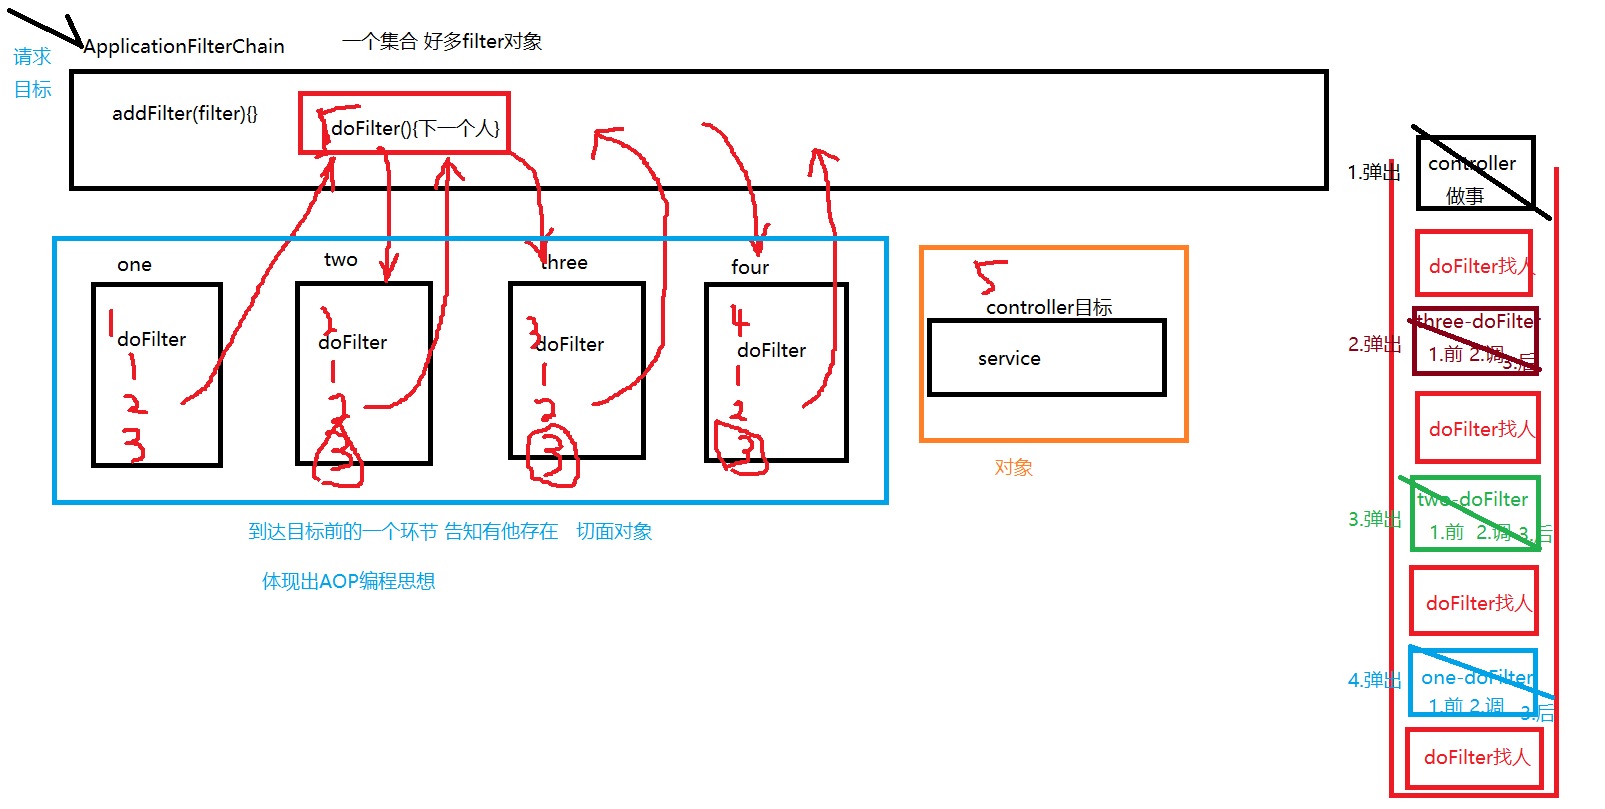 请求
目标
ApplicationFilterChain
一个集合 好多filter对象
addFilter(filter){}
doFilter(){下一个人}
one
1
doFilter
1
2
3
two
2
doFilter
1
2
3
three
3
doFilter
1
2
3
four
4
doFilter
1
2
3
5
controller目标
service
对象
到达目标前的一个环节 告知有他存在 切面对象
体现出AOP编程思想
1.弹出
controller
做事
doFilter找人
2.弹出
three-doFilter
1.前 2.调 3.后
doFilter找人
3.弹出
two-doFilter
1.前 2.调 3.后
doFilter找人
4.弹出
one-doFilter
1.前 2.调 3.后
doFilter找人